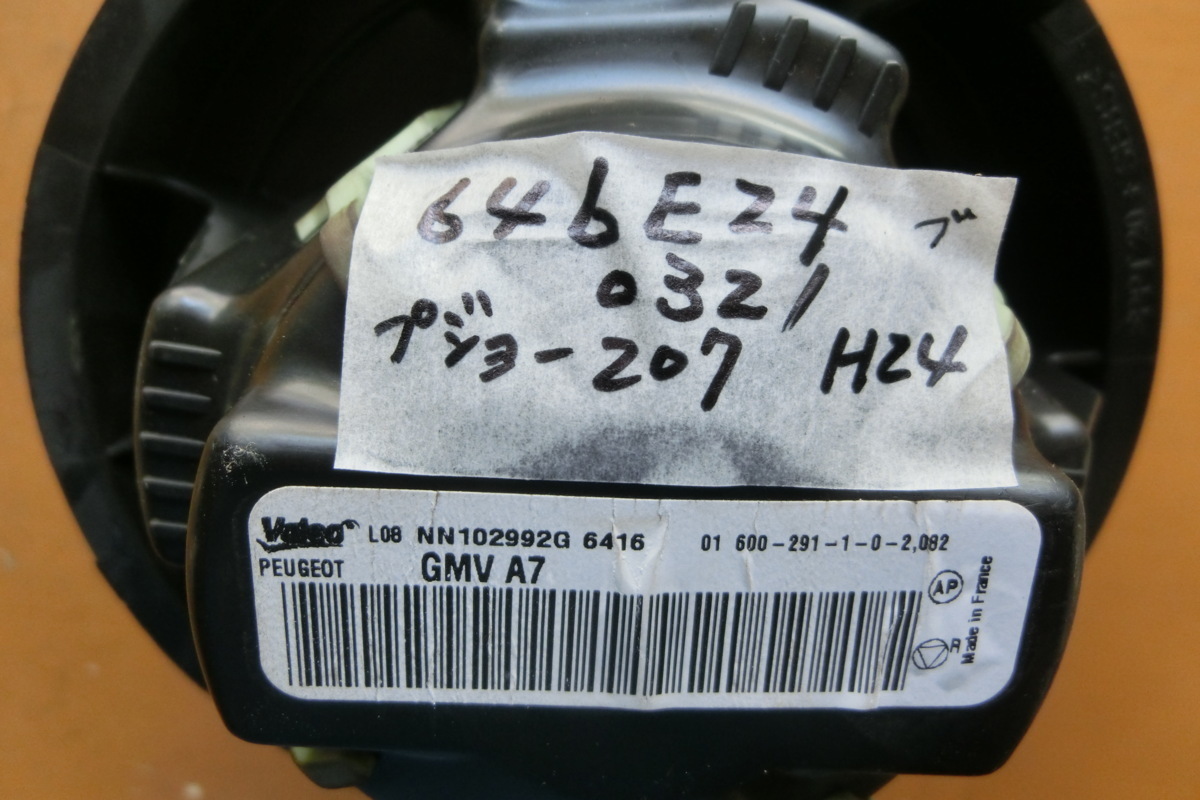 646E24 ブ
0321
プジョー207 H24
Valeo L08 NN102992G 6416 01 600-291-1-0-2,082
PEUGEOT GMV A7
AP
Made in France